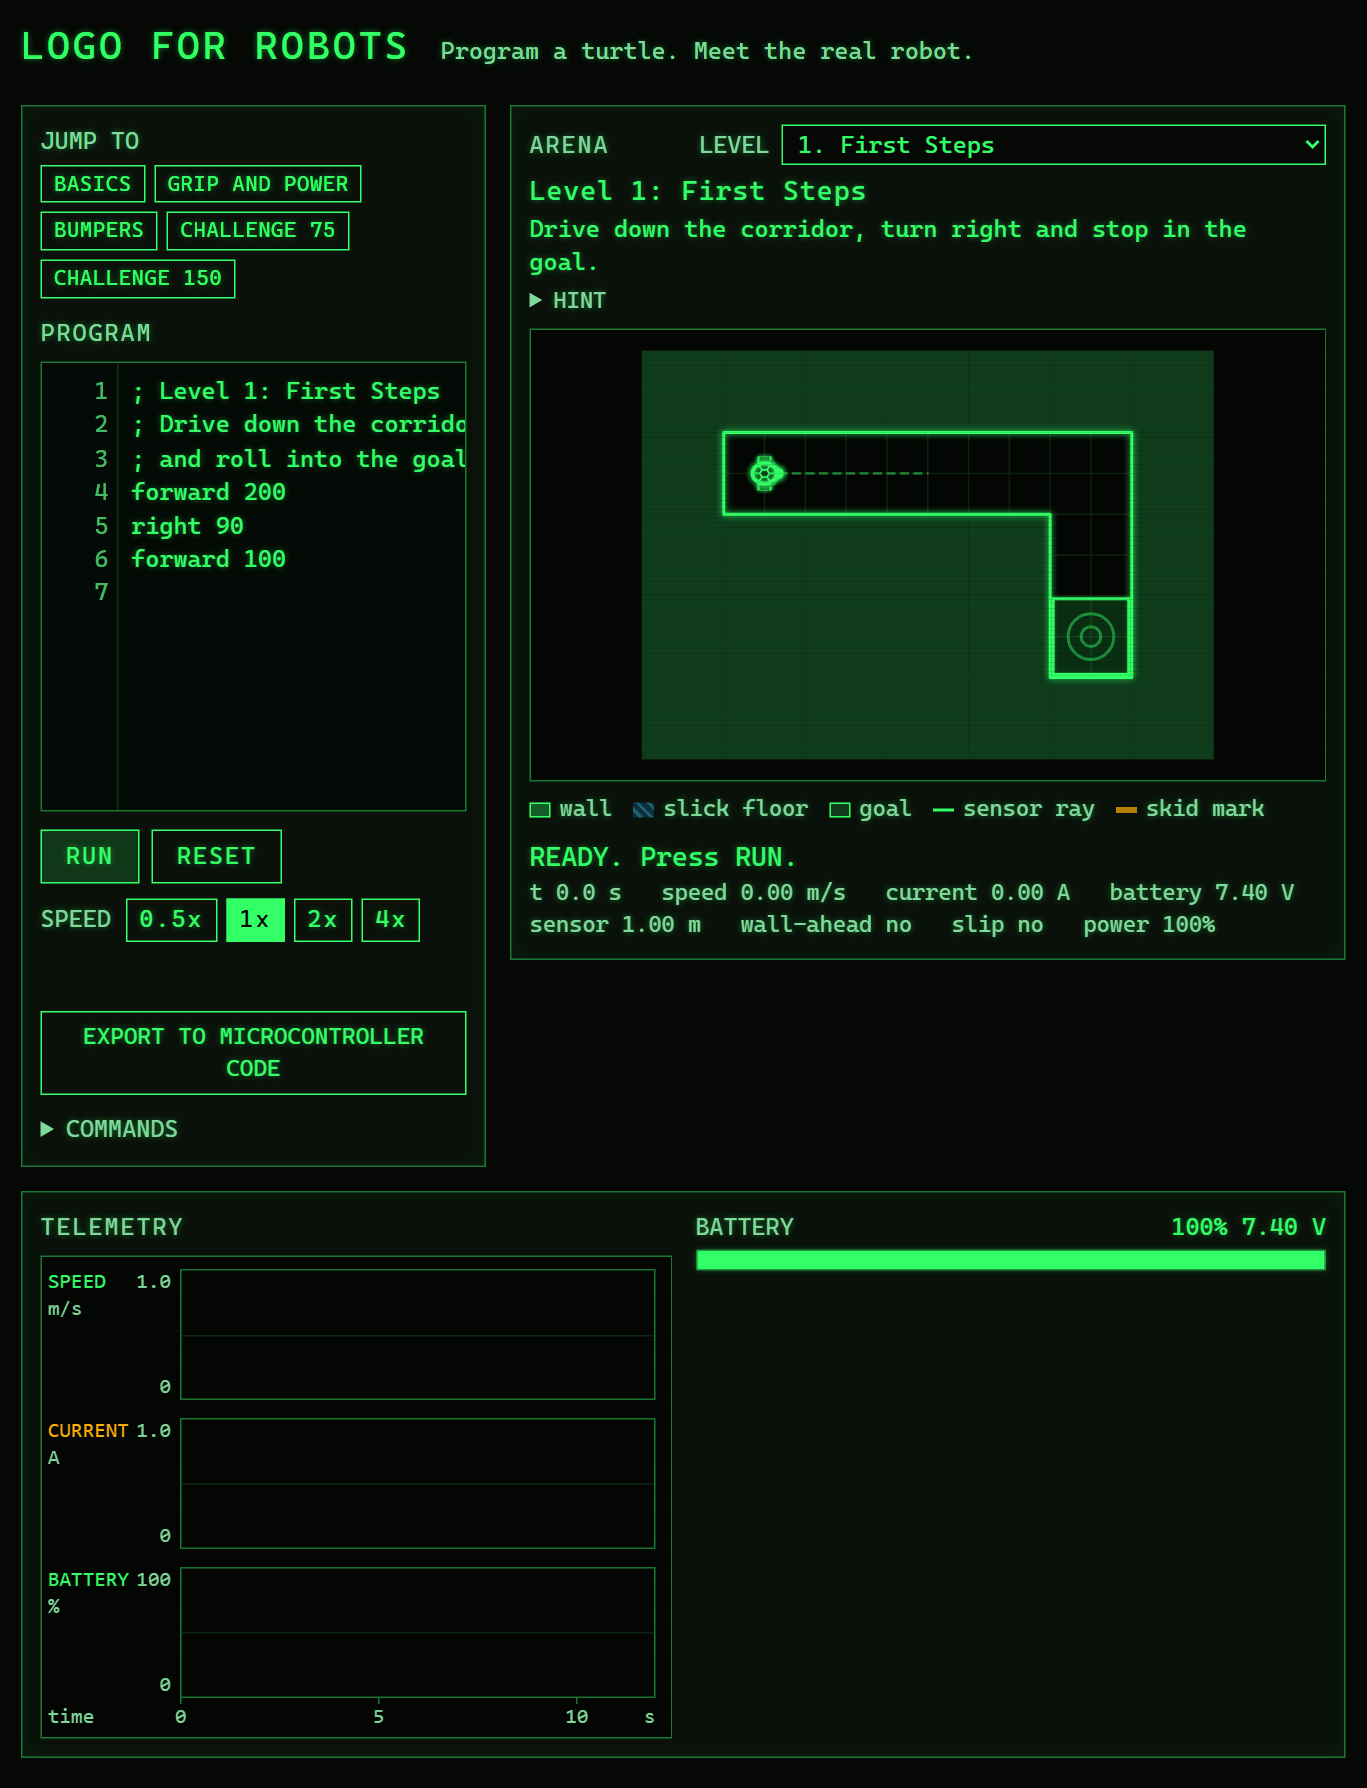 LOGO FOR ROBOTS Program a turtle. Meet the real robot.
JUMP TO
BASICS GRIP AND POWER
BUMPERS CHALLENGE 75
CHALLENGE 150
PROGRAM
1 ; Level 1: First Steps
2 ; Drive down the corrido
3 ; and roll into the goal
4 forward 200
5 right 90
6 forward 100
7
RUN RESET
SPEED 0.5x 1x 2x 4x
EXPORT TO MICROCONTROLLER
CODE
▶ COMMANDS
ARENA LEVEL 1. First Steps
Level 1: First Steps
Drive down the corridor, turn right and stop in the
goal.
▶ HINT
wall slick floor goal sensor ray skid mark
READY. Press RUN.
t 0.0 s speed 0.00 m/s current 0.00 A battery 7.40 V
sensor 1.00 m wall-ahead no slip no power 100%
TELEMETRY
SPEED 1.0
m/s
0
CURRENT 1.0
A
0
BATTERY 100
%
0
time 0 5 10 s
BATTERY 100% 7.40 V